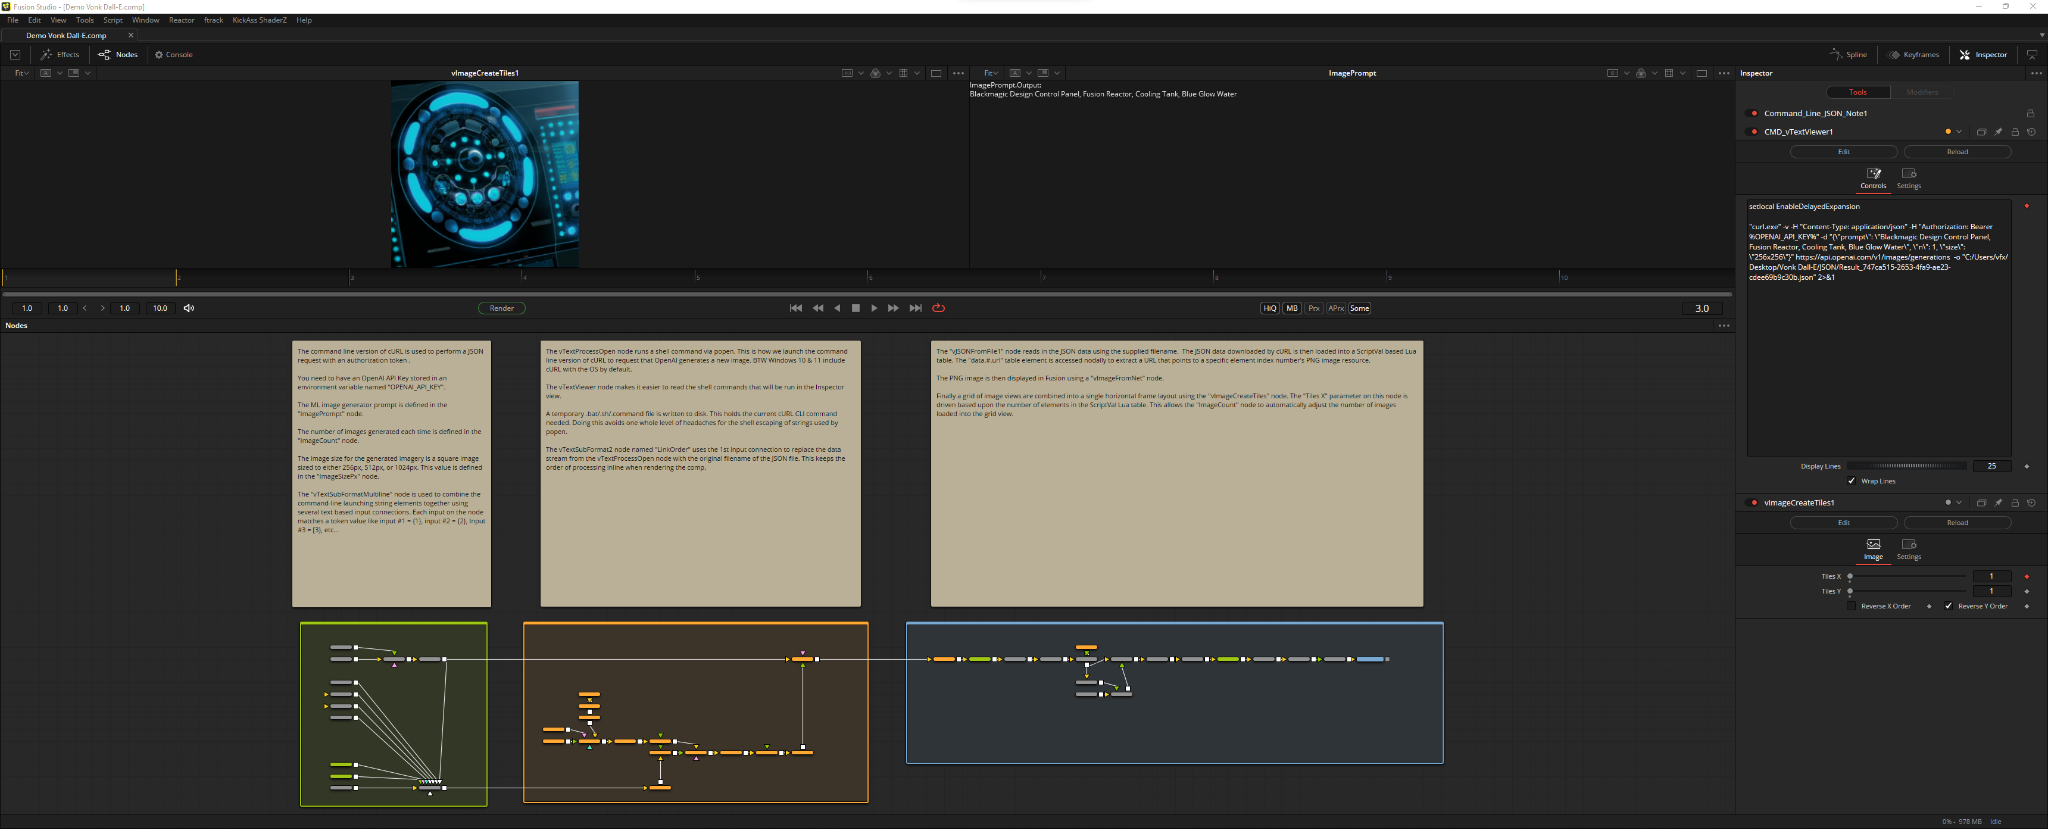 Fusion Studio - [Demo Vonk Dall-E.comp]
File Edit View Tools Script Window Reactor ftrack KickAss ShaderZ Help
Demo Vonk Dall-E.comp
Effects Nodes Console Spline Keyframes Inspector
Fit vImageCreateTiles1 Fit ImagePrompt Inspector
ImagePrompt.Output:
Blackmagic Design Control Panel, Fusion Reactor, Cooling Tank, Blue Glow Water
Tools Modifiers
Command_Line_JSON_Note1
CMD_vTextViewer1
Edit Reload
Controls Settings
setlocal EnableDelayedExpansion
"curl.exe" -v -H "Content-Type: application/json" -H "Authorization: Bearer
%OPENAI_API_KEY%" -d "{\"prompt\": \"Blackmagic Design Control Panel,
Fusion Reactor, Cooling Tank, Blue Glow Water\", \"n\": 1, \"size\":
\"256x256\"}" https://api.openai.com/v1/images/generations -o "C:/Users/vfx/
Desktop/Vonk Dall-E/JSON/Result_747ca515-2653-4fa9-ae23-
cdee69b9c30b.json" 2>&1
Display Lines 25
Wrap Lines
vImageCreateTiles1
Edit Reload
Image Settings
Tiles X 1
Tiles Y 1
Reverse X Order Reverse Y Order
1 2 3 4 5 6 7 8 9 10
1.0 1.0 < > 1.0 10.0 Render HiQ MB Prx APrx Some 3.0
Nodes
The command line version of cURL is used to perform a JSON
request with an authorization token .
You need to have an OpenAI API Key stored in an
environment variable named "OPENAI_API_KEY".
The ML image generator prompt is defined in the
"ImagePrompt" node.
The number of images generated each time is defined in the
"ImageCount" node.
The image size for the generated imagery is a square image
sized to either 256px, 512px, or 1024px. This value is defined
in the "ImageSizePx" node.
The "vTextSubFormatMultiline" node is used to combine the
command-line launching string elements together using
several text based input connections. Each input on the node
matches a token value like input #1 = {1}, input #2 = {2}, Input
#3 = {3}, etc...
The vTextProcessOpen node runs a shell command via popen. This is how we launch the command
line version of cURL to request that OpenAI generates a new image. BTW Windows 10 & 11 include
cURL with the OS by default.
The vTextViewer node makes it easier to read the shell commands that will be run in the Inspector
view.
A temporary .bat/.sh/.command file is written to disk. This holds the current cURL CLI command
needed. Doing this avoids one whole level of headaches for the shell escaping of strings used by
popen.
The vTextSubFormat2 node named "LinkOrder" uses the 1st input connection to replace the data
stream from the vTextProcessOpen node with the original filename of the JSON file. This keeps the
order of processing inline when rendering the comp.
The "vJSONFromFile1" node reads in the JSON data using the supplied filename. The JSON data downloaded by cURL is then loaded into a ScriptVal based Lua
table. The "data.#.url" table element is accessed nodally to extract a URL that points to a specific element index number's PNG image resource.
The PNG image is then displayed in Fusion using a "vImageFromNet" node.
Finally a grid of image views are combined into a single horizontal frame layout using the "vImageCreateTiles" node. The "Tiles X" parameter on this node is
driven based upon the number of elements in the ScriptVal Lua table. This allows the "ImageCount" node to automatically adjust the number of images
loaded into the grid view.
0% - 978 MB Idle